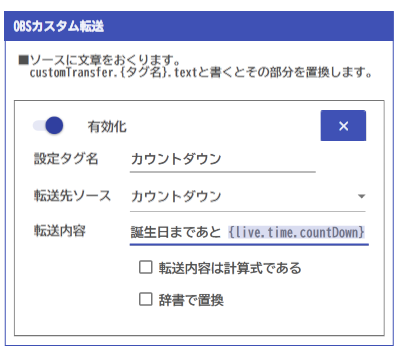 OBSカスタム転送
■ソースに文章をおくります。
customTransfer.{タグ名}.textと書くとその部分を置換します。
有効化
×
設定タグ名 カウントダウン
転送先ソース カウントダウン
転送内容 誕生日まであと {live.time.countDown}
転送内容は計算式である
辞書で置換